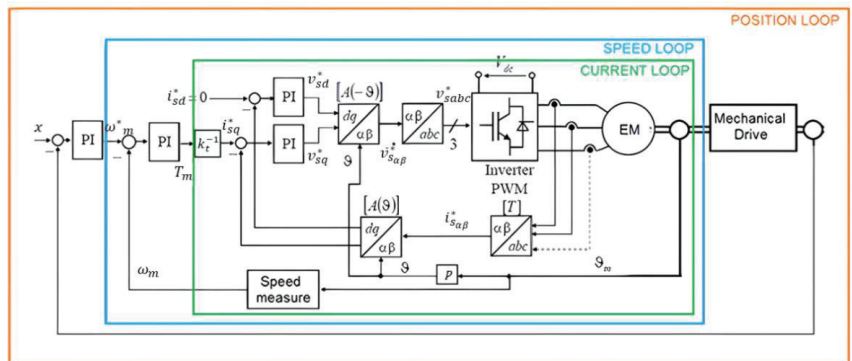 POSITION LOOP
SPEED LOOP
CURRENT LOOP
V_dc
i*_sd = 0
v*_sd
[A(-ϑ)]
v*_sabc
x
PI
ω*_m
PI
T_m
k_t^-1
i*_sq
PI
PI
v*_sq
dq
αβ
ϑ
v*_sαβ
αβ
abc
3
Inverter
PWM
EM
Mechanical
Drive
[A(ϑ)]
dq
αβ
i*_sαβ
[T]
αβ
abc
ω_m
Speed
measure
ϑ
P
ϑ_m